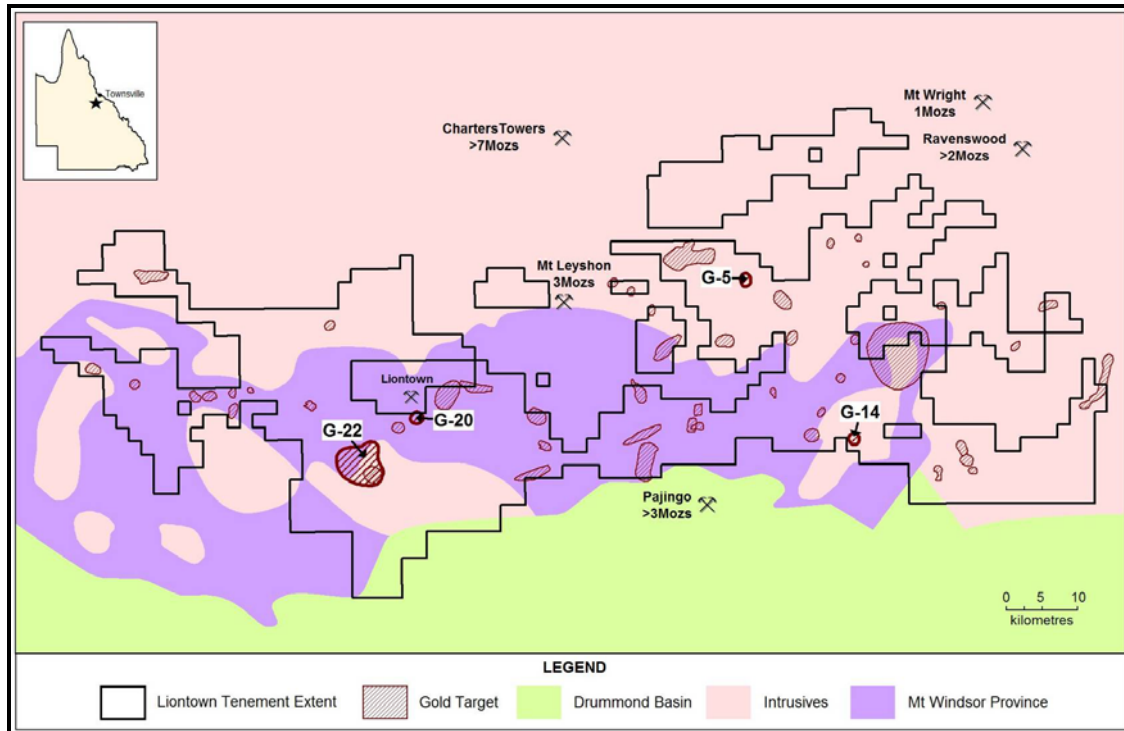 Townsville
Mt Wright
1Mozs
ChartersTowers
>7Mozs
Ravenswood
>2Mozs
Mt Leyshon
3Mozs
G-5
Liontown
G-20
G-22
G-14
Pajingo
>3Mozs
0 5 10
kilometres
LEGEND
Liontown Tenement Extent
Gold Target
Drummond Basin
Intrusives
Mt Windsor Province